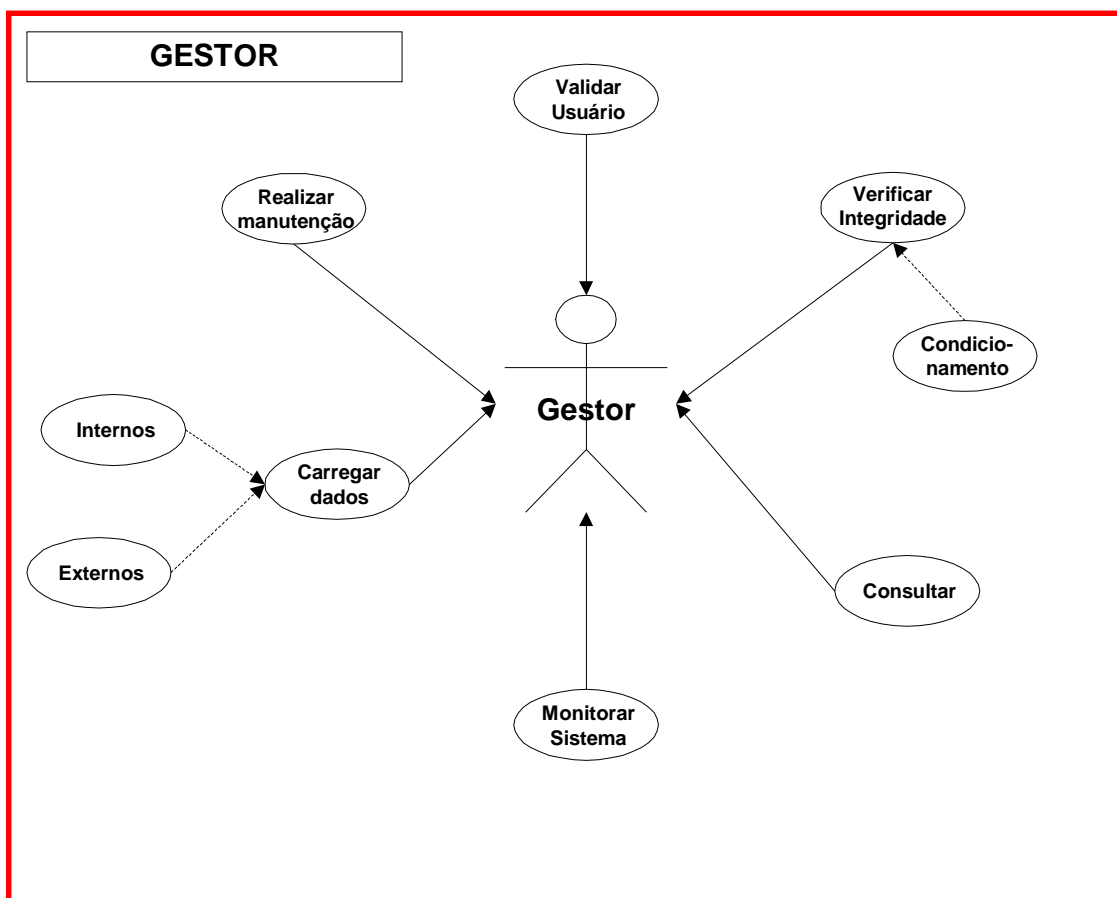 GESTOR
Validar
Usuário
Realizar
manutenção
Verificar
Integridade
Condicio-
namento
Gestor
Internos
Carregar
dados
Externos
Consultar
Monitorar
Sistema